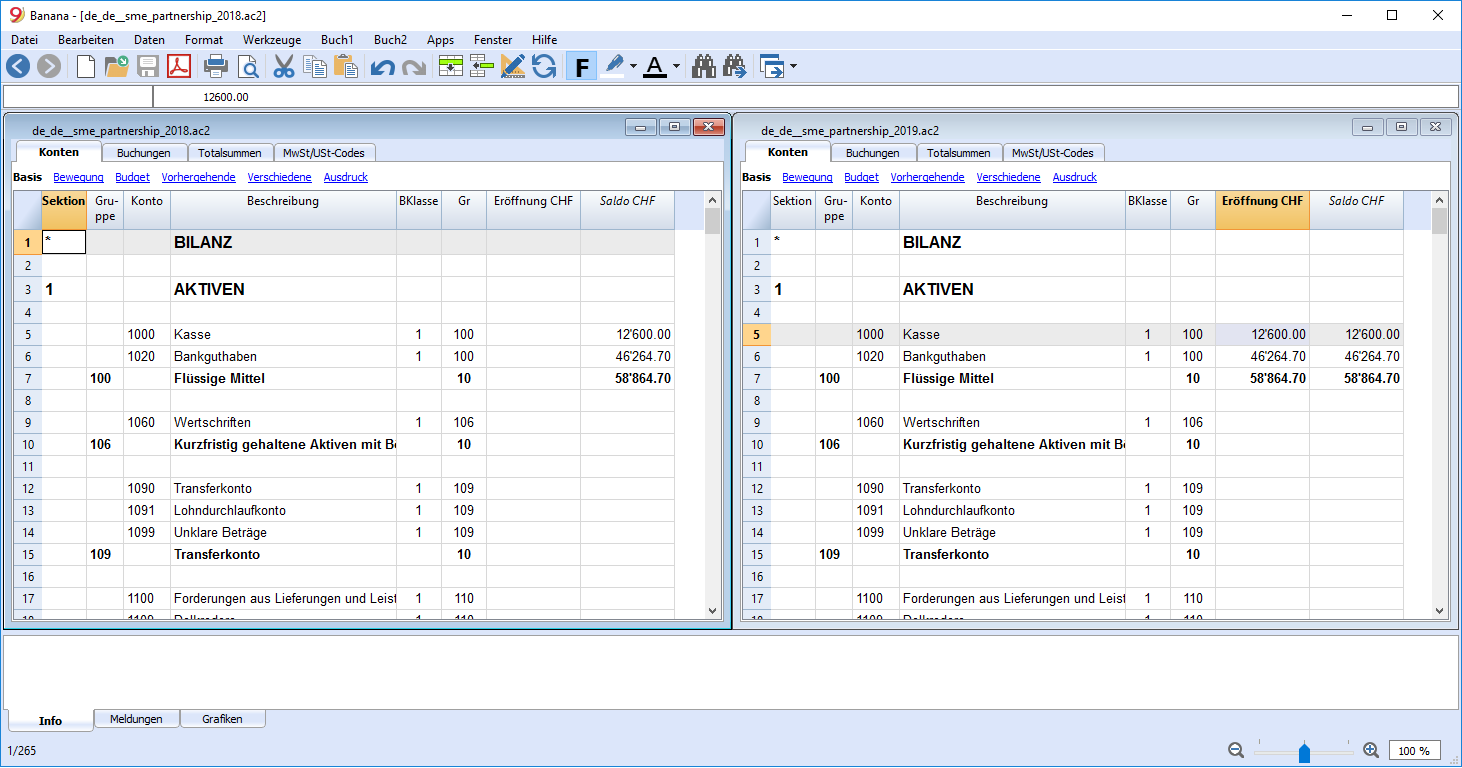 Banana - [de_de__sme_partnership_2018.ac2]
Datei Bearbeiten Daten Format Werkzeuge Buch1 Buch2 Apps Fenster Hilfe
F A
12600.00
de_de__sme_partnership_2018.ac2
Konten Buchungen Totalsummen MwSt/USt-Codes
Basis Bewegung Budget Vorhergehende Verschiedene Ausdruck
Sektion Gru-ppe Konto Beschreibung BKlasse Gr Eröffnung CHF Saldo CHF
1 * BILANZ
2
3 1 AKTIVEN
4
5 1000 Kasse 1 100 12'600.00
6 1020 Bankguthaben 1 100 46'264.70
7 100 Flüssige Mittel 10 58'864.70
8
9 1060 Wertschriften 1 106
10 106 Kurzfristig gehaltene Aktiven mit 10
11
12 1090 Transferkonto 1 109
13 1091 Lohndurchlaufkonto 1 109
14 1099 Unklare Beträge 1 109
15 109 Transferkonto 10
16
17 1100 Forderungen aus Lieferungen und Leist 1 110
de_de__sme_partnership_2019.ac2
Konten Buchungen Totalsummen MwSt/USt-Codes
Basis Bewegung Budget Vorhergehende Verschiedene Ausdruck
Sektion Gru-ppe Konto Beschreibung BKlasse Gr Eröffnung CHF Saldo CHF
1 * BILANZ
2
3 1 AKTIVEN
4
5 1000 Kasse 1 100 12'600.00 12'600.00
6 1020 Bankguthaben 1 100 46'264.70 46'264.70
7 100 Flüssige Mittel 10 58'864.70 58'864.70
8
9 1060 Wertschriften 1 106
10 106 Kurzfristig gehaltene Aktiven mit 10
11
12 1090 Transferkonto 1 109
13 1091 Lohndurchlaufkonto 1 109
14 1099 Unklare Beträge 1 109
15 109 Transferkonto 10
16
17 1100 Forderungen aus Lieferungen und Leist 1 110
Info Meldungen Grafiken
1/265
100 %